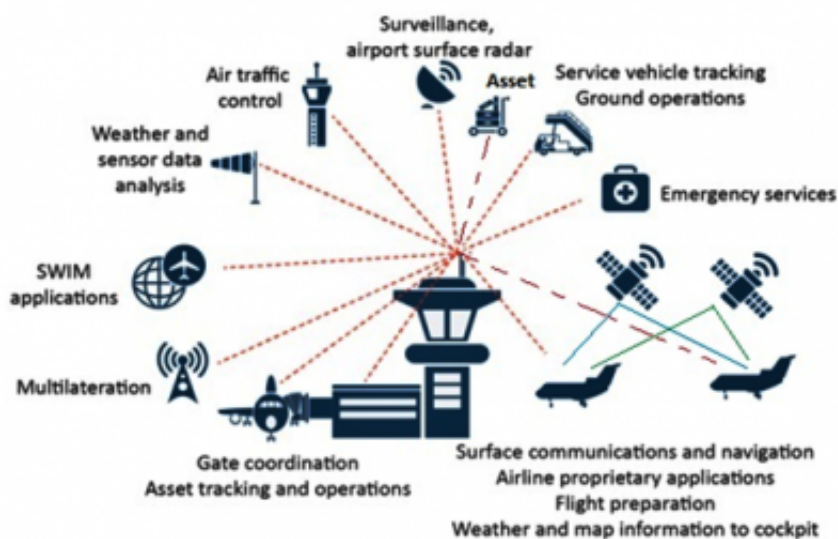 Surveillance,
airport surface radar
Air traffic
control
Asset
Service vehicle tracking
Ground operations
Weather and
sensor data
analysis
Emergency services
SWIM
applications
Multilateration
Gate coordination
Asset tracking and operations
Surface communications and navigation
Airline proprietary applications
Flight preparation
Weather and map information to cockpit